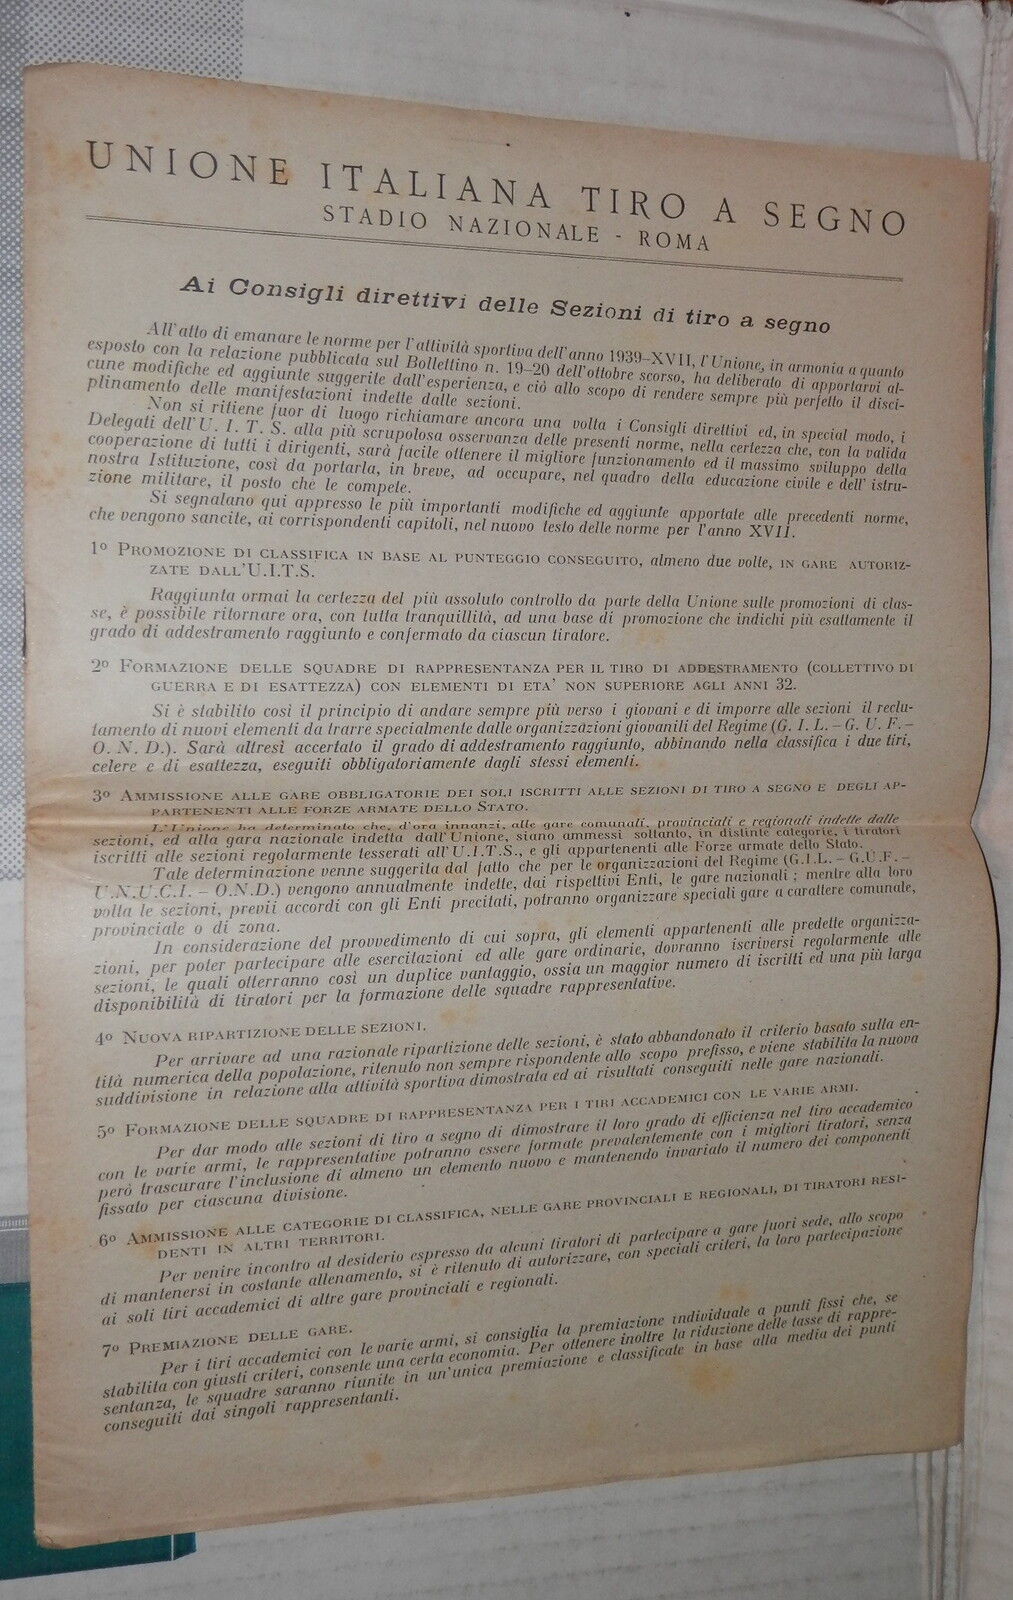 UNIONE ITALIANA TIRO A SEGNO
STADIO NAZIONALE - ROMA
Ai Consigli direttivi delle Sezioni di tiro a segno
All'atto di emanare le norme per l'attività sportiva dell'anno 1939-XVII, l'Unione, in armonia a quanto
esposto con la relazione pubblicata sul Bollettino n. 19-20 dell'ottobre scorso, ha deliberato di apportarvi al-
cune modifiche ed aggiunte suggerite dall'esperienza, e ciò allo scopo di rendere sempre più perfetto il disci-
plinamento delle manifestazioni indette dalle sezioni.
Non si ritiene fuor di luogo richiamare ancora una volta i Consigli direttivi ed, in special modo, i
Delegati dell'U. I. T. S. alla più scrupolosa osservanza delle presenti norme, nella certezza che, con la valida
cooperazione di tutti i dirigenti, sarà facile ottenere il migliore funzionamento ed il massimo sviluppo della
nostra Istituzione, così da portarla, in breve, ad occupare, nel quadro della educazione civile e dell'istru-
zione militare, il posto che le compete.
Si segnalano qui appresso le più importanti modifiche ed aggiunte apportate alle precedenti norme,
che vengono sancite, ai corrispondenti capitoli, nel nuovo testo delle norme per l'anno XVII.
1º PROMOZIONE DI CLASSIFICA IN BASE AL PUNTEGGIO CONSEGUITO, almeno due volte, IN GARE AUTORIZ-
ZATE DALL'U.I.T.S.
Raggiunta ormai la certezza del più assoluto controllo da parte della Unione sulle promozioni di clas-
se, è possibile ritornare ora, con tutta tranquillità, ad una base di promozione che indichi più esattamente il
grado di addestramento raggiunto e confermato da ciascun tiratore.
2º FORMAZIONE DELLE SQUADRE DI RAPPRESENTANZA PER IL TIRO DI ADDESTRAMENTO (COLLETTIVO DI
GUERRA E DI ESATTEZZA) CON ELEMENTI DI ETA' NON SUPERIORE AGLI ANNI 32.
Si è stabilito così il principio di andare sempre più verso i giovani e di imporre alle sezioni il reclu-
tamento di nuovi elementi da trarre specialmente dalle organizzazioni giovanili del Regime (G. I. L. - G. U. F. -
O. N. D.). Sarà altresì accertato il grado di addestramento raggiunto, abbinando nella classifica i due tiri,
celere e di esattezza, eseguiti obbligatoriamente dagli stessi elementi.
3º AMMISSIONE ALLE GARE OBBLIGATORIE DEI SOLI ISCRITTI ALLE SEZIONI DI TIRO A SEGNO E DEGLI AP-
PARTENENTI ALLE FORZE ARMATE DELLO STATO.
L'Unione ha determinato che, d'ora innanzi, alle gare comunali, provinciali e regionali indette dalle
sezioni, ed alla gara nazionale indetta dall'Unione, siano ammessi soltanto, in distinte categorie, i tiratori
iscritti alle sezioni regolarmente tesserati all'U.I.T.S., e gli appartenenti alle Forze armate dello Stato.
Tale determinazione venne suggerita dal fatto che per le organizzazioni del Regime (G.I.L. - G.U.F. -
U.N.U.C.I. - O.N.D.) vengono annualmente indette, dai rispettivi Enti, le gare nazionali ; mentre alla loro
volta le sezioni, previi accordi con gli Enti precitati, potranno organizzare speciali gare a carattere comunale,
provinciale o di zona.
In considerazione del provvedimento di cui sopra, gli elementi appartenenti alle predette organizza-
zioni, per poter partecipare alle esercitazioni ed alle gare ordinarie, dovranno iscriversi regolarmente alle
sezioni, le quali otterranno così un duplice vantaggio, ossia un maggior numero di iscritti ed una più larga
disponibilità di tiratori per la formazione delle squadre rappresentative.
4º NUOVA RIPARTIZIONE DELLE SEZIONI.
Per arrivare ad una razionale ripartizione delle sezioni, è stato abbandonato il criterio basato sulla en-
tità numerica della popolazione, ritenuto non sempre rispondente allo scopo prefisso, e viene stabilita la nuova
suddivisione in relazione alla attività sportiva dimostrata ed ai risultati conseguiti nelle gare nazionali.
5º FORMAZIONE DELLE SQUADRE DI RAPPRESENTANZA PER I TIRI ACCADEMICI CON LE VARIE ARMI.
Per dar modo alle sezioni di tiro a segno di dimostrare il loro grado di efficienza nel tiro accademico
con le varie armi, le rappresentative potranno essere formate prevalentemente con i migliori tiratori, senza
però trascurare l'inclusione di almeno un elemento nuovo e mantenendo invariato il numero dei componenti
fissato per ciascuna divisione.
6º AMMISSIONE ALLE CATEGORIE DI CLASSIFICA, NELLE GARE PROVINCIALI E REGIONALI, DI TIRATORI RESI-
DENTI IN ALTRI TERRITORI.
Per venire incontro al desiderio espresso da alcuni tiratori di partecipare a gare fuori sede, allo scopo
di mantenersi in costante allenamento, si è ritenuto di autorizzare, con speciali criteri, la loro partecipazione
ai soli tiri accademici di altre gare provinciali e regionali.
7º PREMIAZIONE DELLE GARE.
Per i tiri accademici con le varie armi, si consiglia la premiazione individuale a punti fissi che, se
stabilita con giusti criteri, consente una certa economia. Per ottenere inoltre la riduzione delle tasse di rappre-
sentanza, le squadre saranno riunite in un'unica premiazione e classificate in base alla media dei punti
conseguiti dai singoli rappresentanti.